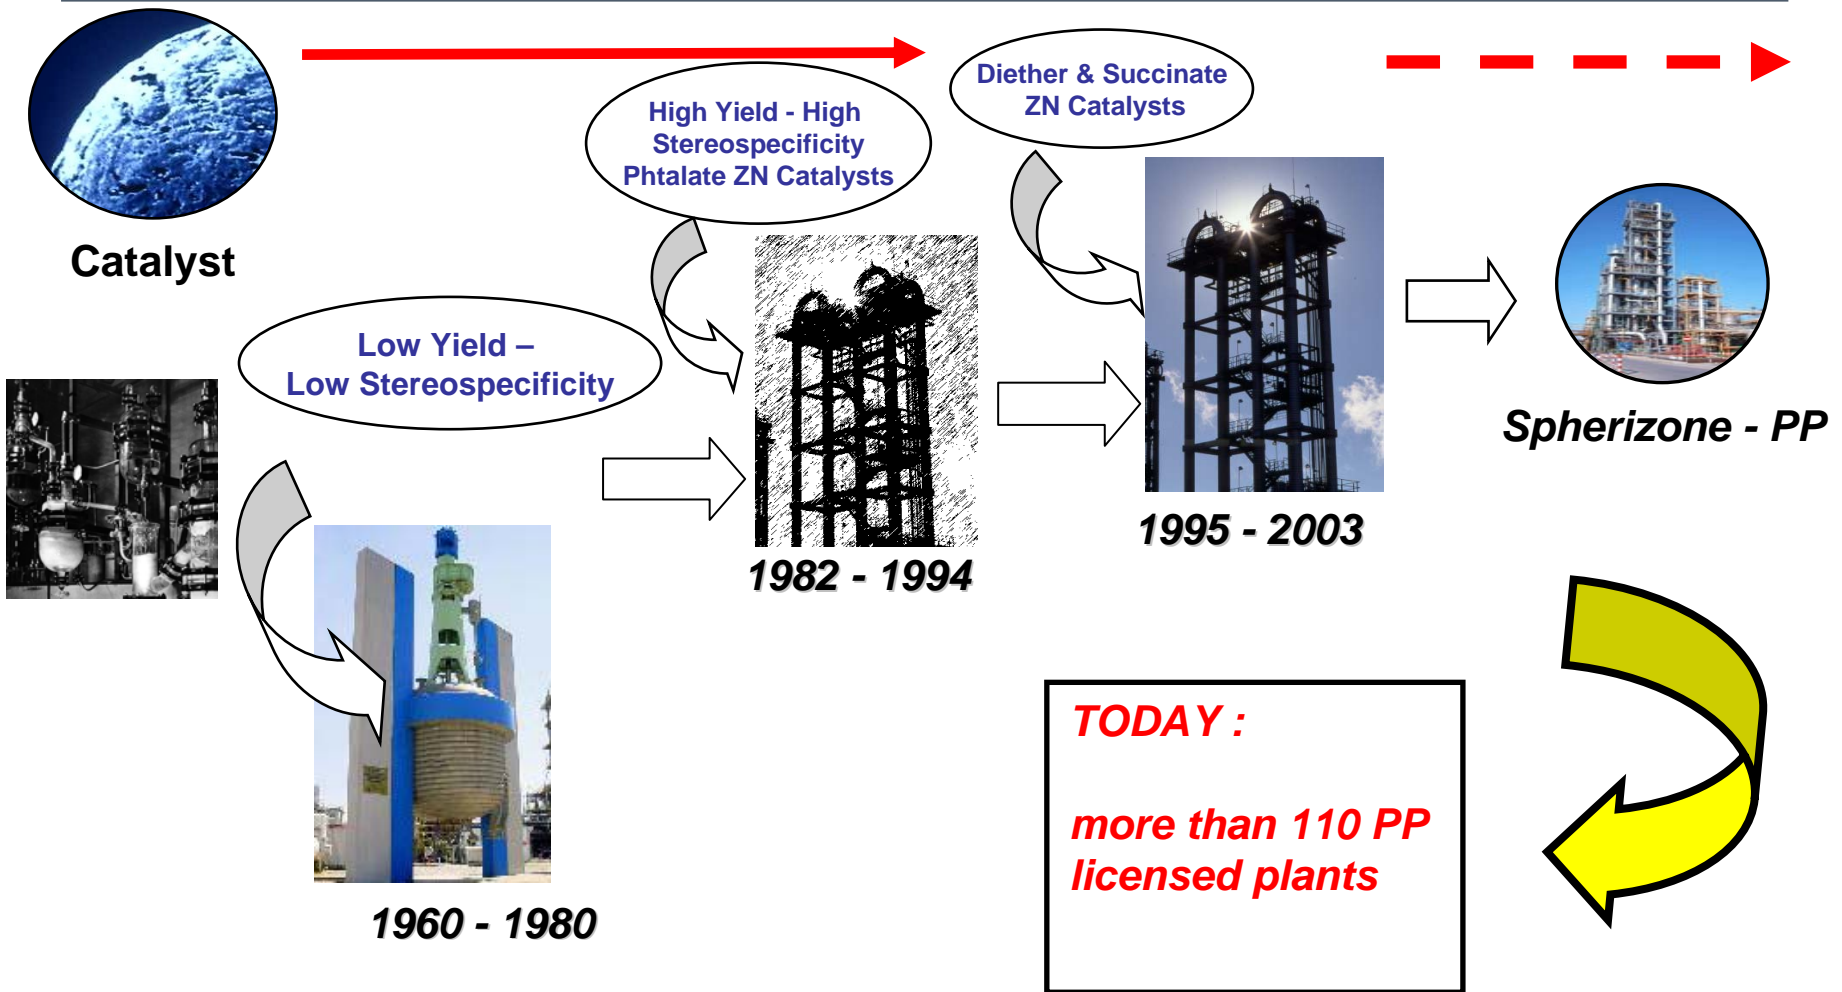 Catalyst
Low Yield –
Low Stereospecificity
1960 - 1980
High Yield - High
Stereospecificity
Phtalate ZN Catalysts
1982 - 1994
Diether & Succinate
ZN Catalysts
1995 - 2003
Spherizone - PP
TODAY :
more than 110 PP
licensed plants